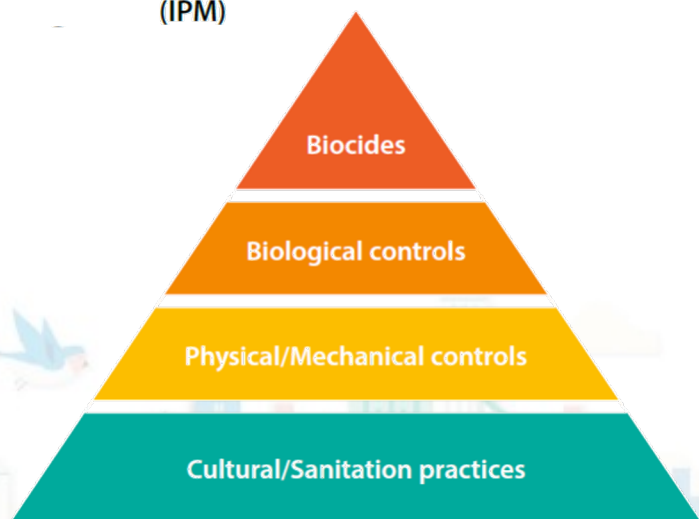 (IPM)
Biocides
Biological controls
Physical/Mechanical controls
Cultural/Sanitation practices